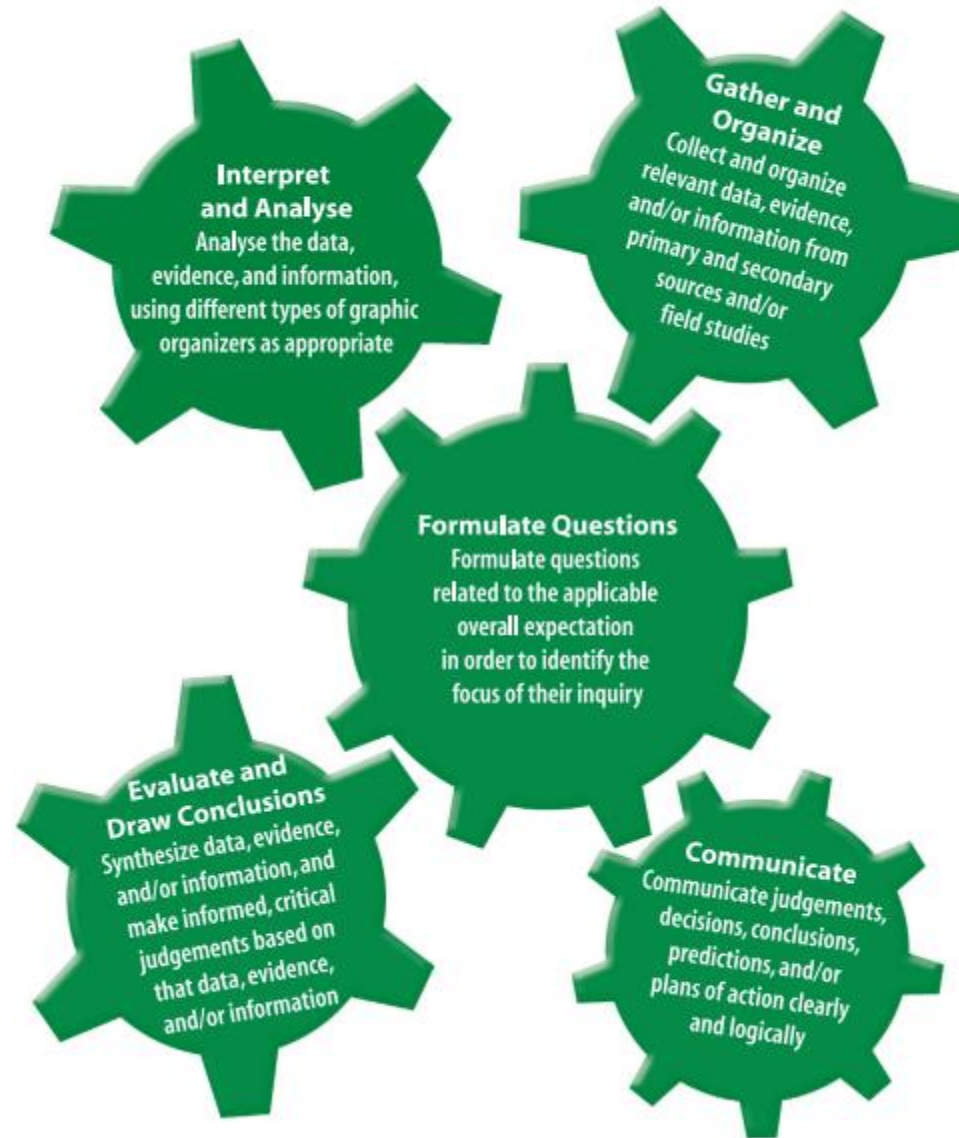 Interpret
and Analyse
Analyse the data,
evidence, and information,
using different types of graphic
organizers as appropriate
Gather and
Organize
Collect and organize
relevant data, evidence,
and/or information from
primary and secondary
sources and/or
field studies
Formulate Questions
Formulate questions
related to the applicable
overall expectation
in order to identify the
focus of their inquiry
Evaluate and
Draw Conclusions
Synthesize data, evidence,
and/or information, and
make informed, critical
judgements based on
that data, evidence,
and/or information
Communicate
Communicate judgements,
decisions, conclusions,
predictions, and/or
plans of action clearly
and logically